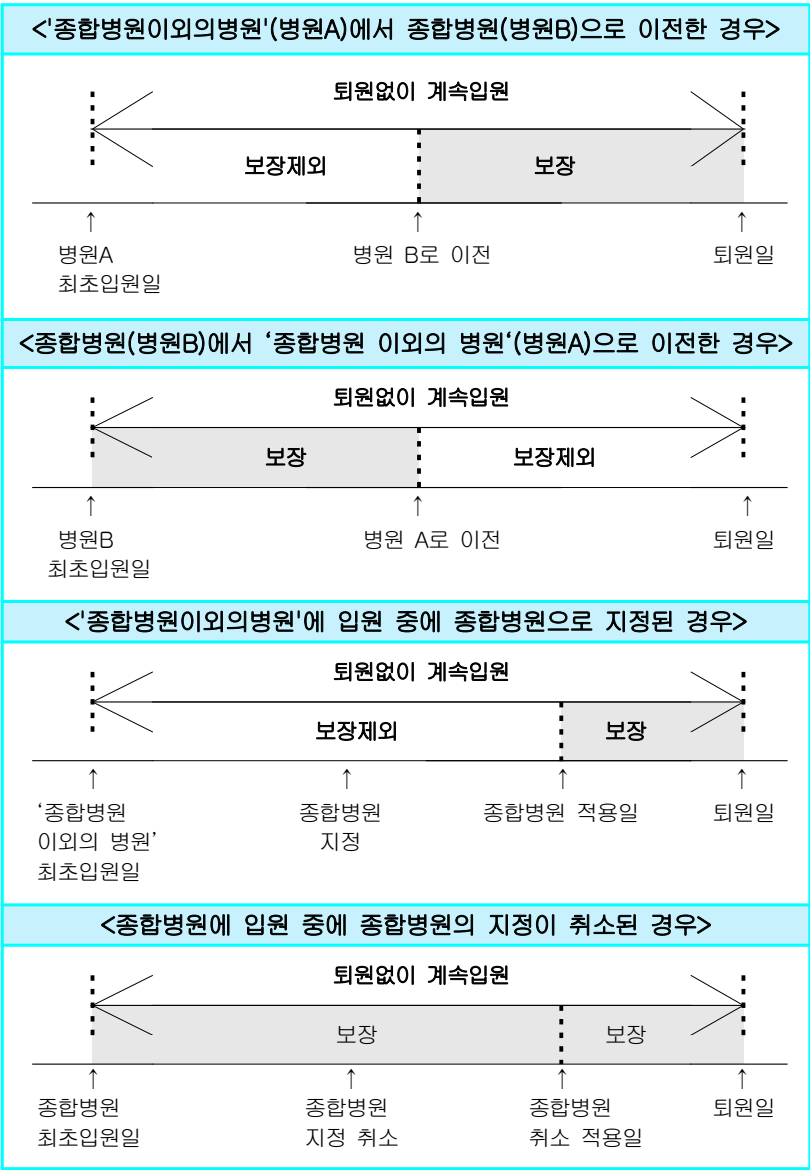 <'종합병원이외의병원'(병원A)에서 종합병원(병원B)으로 이전한 경우>
퇴원없이 계속입원
보장제외 보장
↑ ↑ ↑
병원A 병원 B로 이전 퇴원일
최초입원일
<종합병원(병원B)에서 ‘종합병원 이외의 병원‘(병원A)으로 이전한 경우>
퇴원없이 계속입원
보장 보장제외
↑ ↑ ↑
병원B 병원 A로 이전 퇴원일
최초입원일
<'종합병원이외의병원'에 입원 중에 종합병원으로 지정된 경우>
퇴원없이 계속입원
보장제외 보장
↑ ↑ ↑ ↑
‘종합병원 종합병원 종합병원 적용일 퇴원일
이외의 병원’ 지정
최초입원일
<종합병원에 입원 중에 종합병원의 지정이 취소된 경우>
퇴원없이 계속입원
보장 보장
↑ ↑ ↑ ↑
종합병원 종합병원 종합병원 퇴원일
최초입원일 지정 취소 취소 적용일